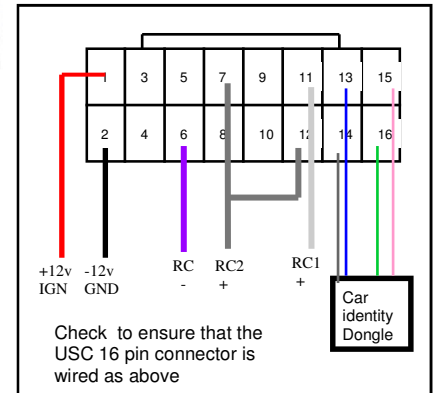 1 3 5 7 9 11 13 15
2 4 6 8 10 12 14 16
+12v -12v RC RC2 RC1
IGN GND - + +
Car
identity
Dongle
Check to ensure that the
USC 16 pin connector is
wired as above